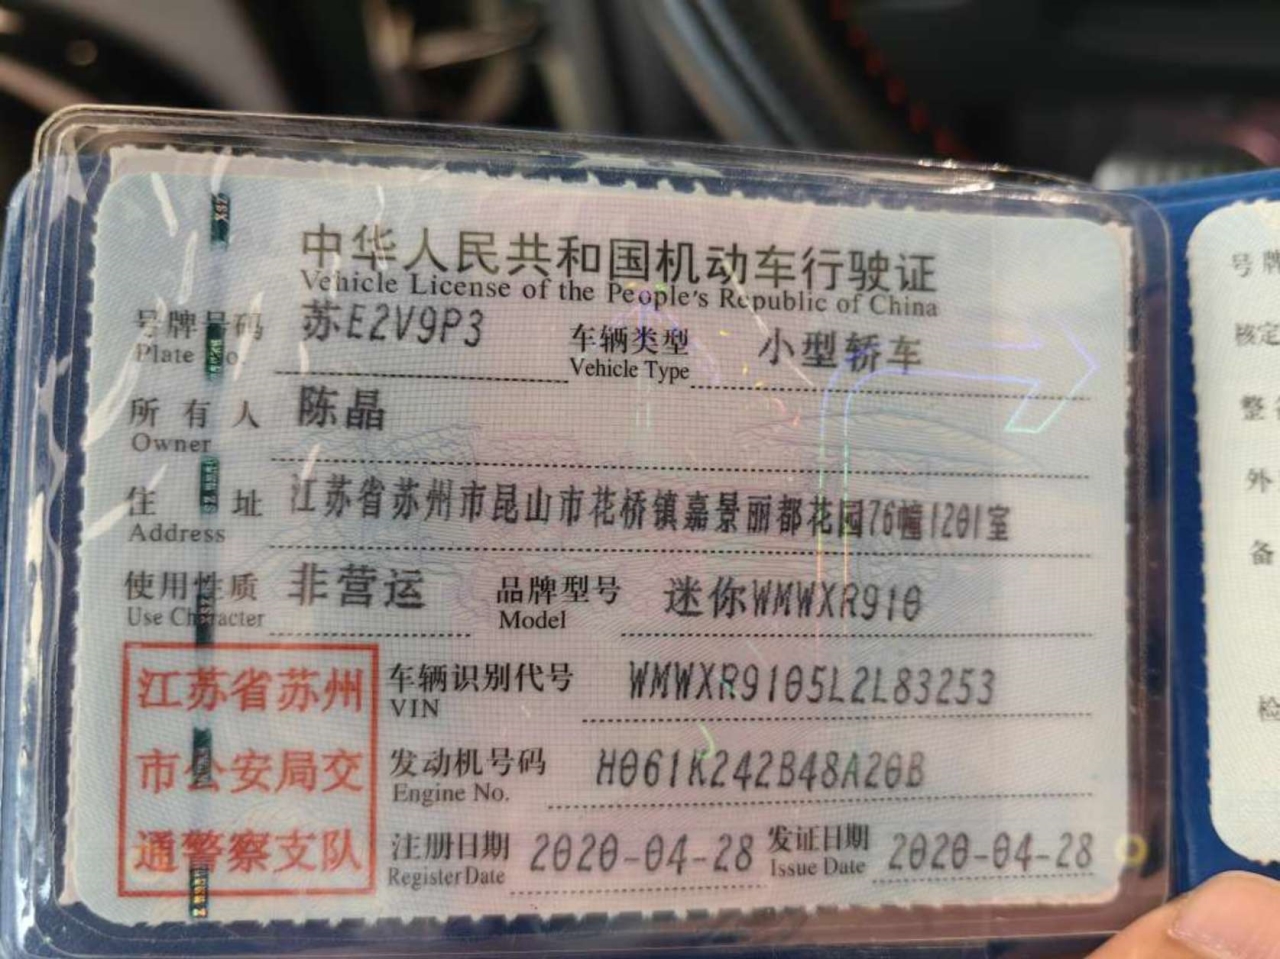 中华人民共和国机动车行驶证
Vehicle License of the People's Republic of China
号牌号码 苏E2V9P3 车辆类型 小型轿车
Plate No. Vehicle Type
所有人 陈晶
Owner
住址 江苏省苏州市昆山市花桥镇嘉景丽都花园76幢1201室
Address
使用性质 非营运 品牌型号 迷你WMWXR910
Use Character Model
江苏省苏州
市公安局交
通警察支队
车辆识别代号 WMWXR9105L2L83253
VIN
发动机号码 H061K242B48A20B
Engine No.
注册日期 2020-04-28 发证日期 2020-04-28
Register Date Issue Date
号牌
核定
整
外
备
检